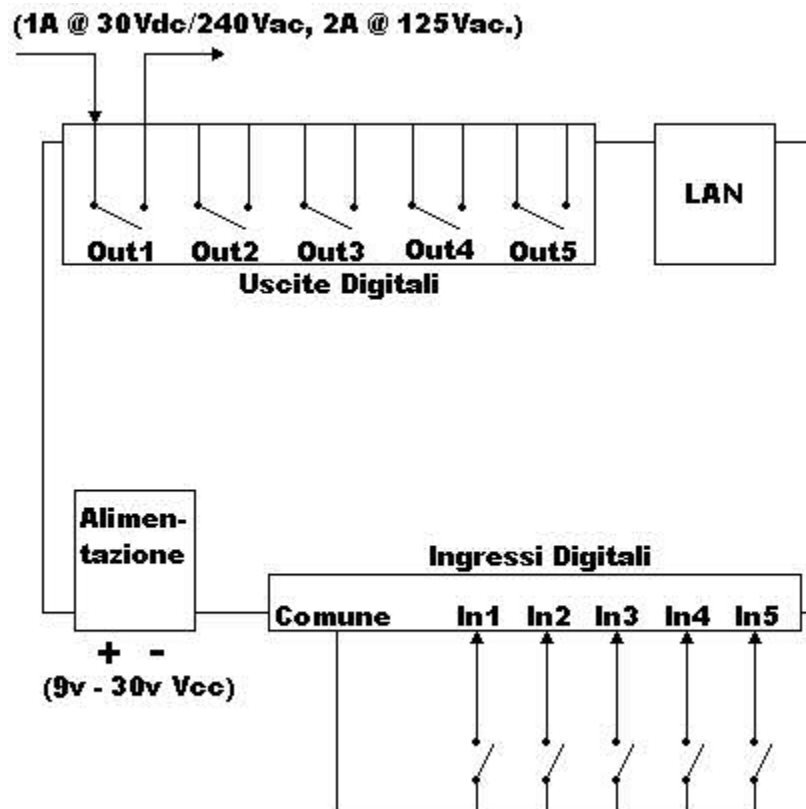 (1A @ 30Vdc/240Vac, 2A @ 125Vac.)
LAN
Out1 Out2 Out3 Out4 Out5
Uscite Digitali
Alimen-
tazione
Ingressi Digitali
Comune In1 In2 In3 In4 In5
+ -
(9v - 30v Vcc)